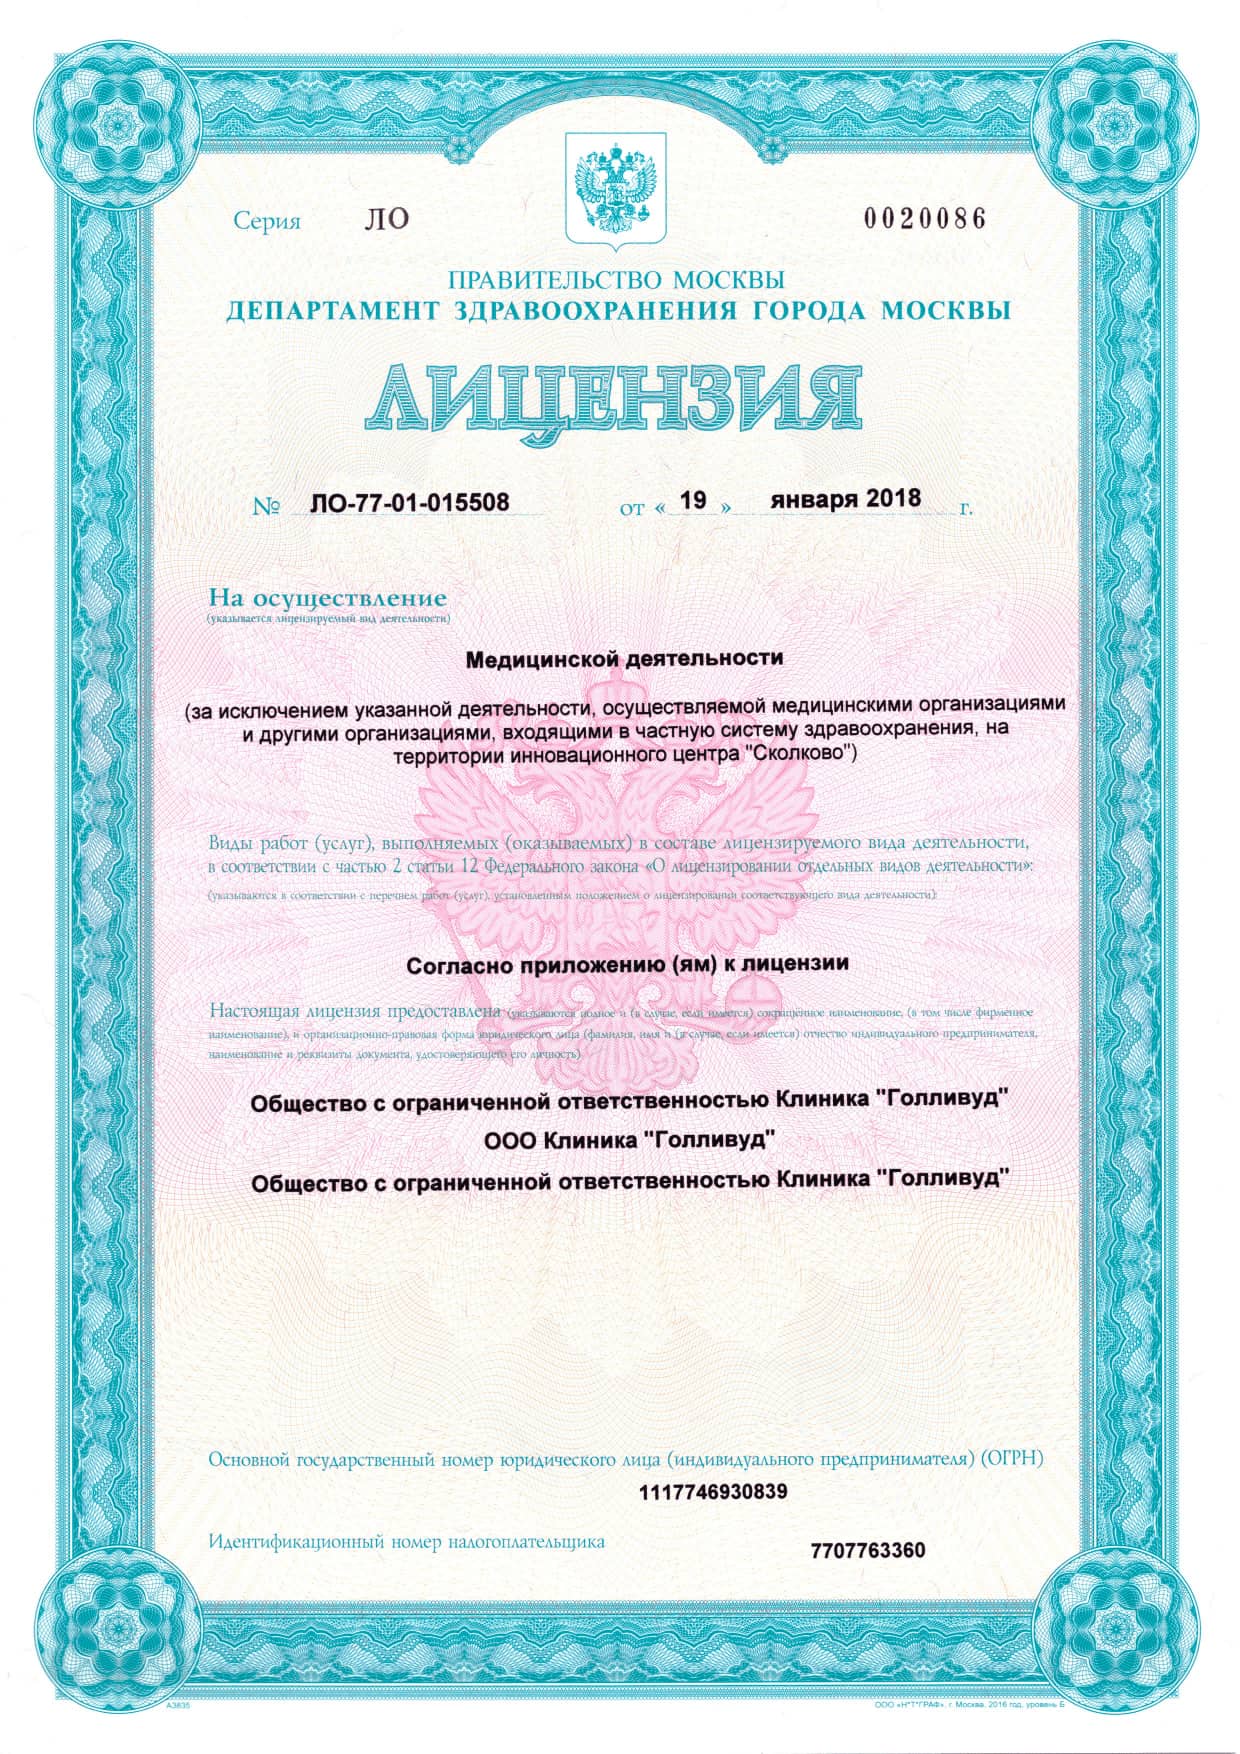 Серия ЛО 0020086
ПРАВИТЕЛЬСТВО МОСКВЫ
ДЕПАРТАМЕНТ ЗДРАВООХРАНЕНИЯ ГОРОДА МОСКВЫ
ЛИЦЕНЗИЯ
№ ЛО-77-01-015508 от « 19 » января 2018 г.
На осуществление
(указывается лицензируемый вид деятельности)
Медицинской деятельности
(за исключением указанной деятельности, осуществляемой медицинскими организациями
и другими организациями, входящими в частную систему здравоохранения, на
территории инновационного центра "Сколково")
Виды работ (услуг), выполняемых (оказываемых) в составе лицензируемого вида деятельности,
в соответствии с частью 2 статьи 12 Федерального закона «О лицензировании отдельных видов деятельности»:
(указываются в соответствии с перечнем работ (услуг), установленным положением о лицензировании соответствующего вида деятельности):
Согласно приложению (ям) к лицензии
Настоящая лицензия предоставлена (указываются полное и (в случае, если имеется) сокращённое наименование, (в том числе фирменное
наименование), и организационно-правовая форма юридического лица (фамилия, имя и (в случае, если имеется) отчество индивидуального предпринимателя,
наименование и реквизиты документа, удостоверяющего его личность)
Общество с ограниченной ответственностью Клиника "Голливуд"
ООО Клиника "Голливуд"
Общество с ограниченной ответственностью Клиника "Голливуд"
Основной государственный номер юридического лица (индивидуального предпринимателя) (ОГРН)
1117746930839
Идентификационный номер налогоплательщика
7707763360
А3635 ООО «Н*Т*ГРАФ», г. Москва, 2016 год, уровень Б